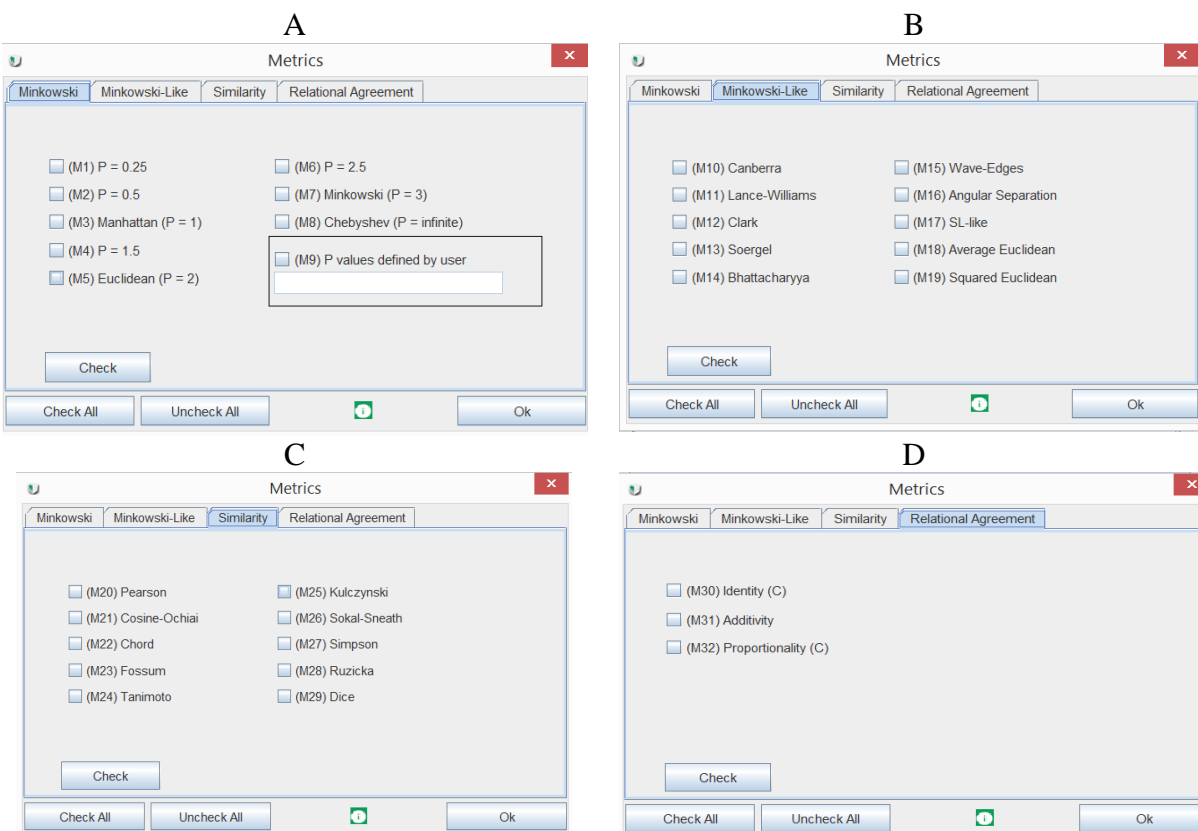 A
Metrics
Minkowski Minkowski-Like Similarity Relational Agreement
(M1) P = 0.25
(M2) P = 0.5
(M3) Manhattan (P = 1)
(M4) P = 1.5
(M5) Euclidean (P = 2)
(M6) P = 2.5
(M7) Minkowski (P = 3)
(M8) Chebyshev (P = infinite)
(M9) P values defined by user
Check
Check All Uncheck All Ok
B
Metrics
Minkowski Minkowski-Like Similarity Relational Agreement
(M10) Canberra
(M11) Lance-Williams
(M12) Clark
(M13) Soergel
(M14) Bhattacharyya
(M15) Wave-Edges
(M16) Angular Separation
(M17) SL-like
(M18) Average Euclidean
(M19) Squared Euclidean
Check
Check All Uncheck All Ok
C
Metrics
Minkowski Minkowski-Like Similarity Relational Agreement
(M20) Pearson
(M21) Cosine-Ochiai
(M22) Chord
(M23) Fossum
(M24) Tanimoto
(M25) Kulczynski
(M26) Sokal-Sneath
(M27) Simpson
(M28) Ruzicka
(M29) Dice
Check
Check All Uncheck All Ok
D
Metrics
Minkowski Minkowski-Like Similarity Relational Agreement
(M30) Identity (C)
(M31) Additivity
(M32) Proportionality (C)
Check
Check All Uncheck All Ok